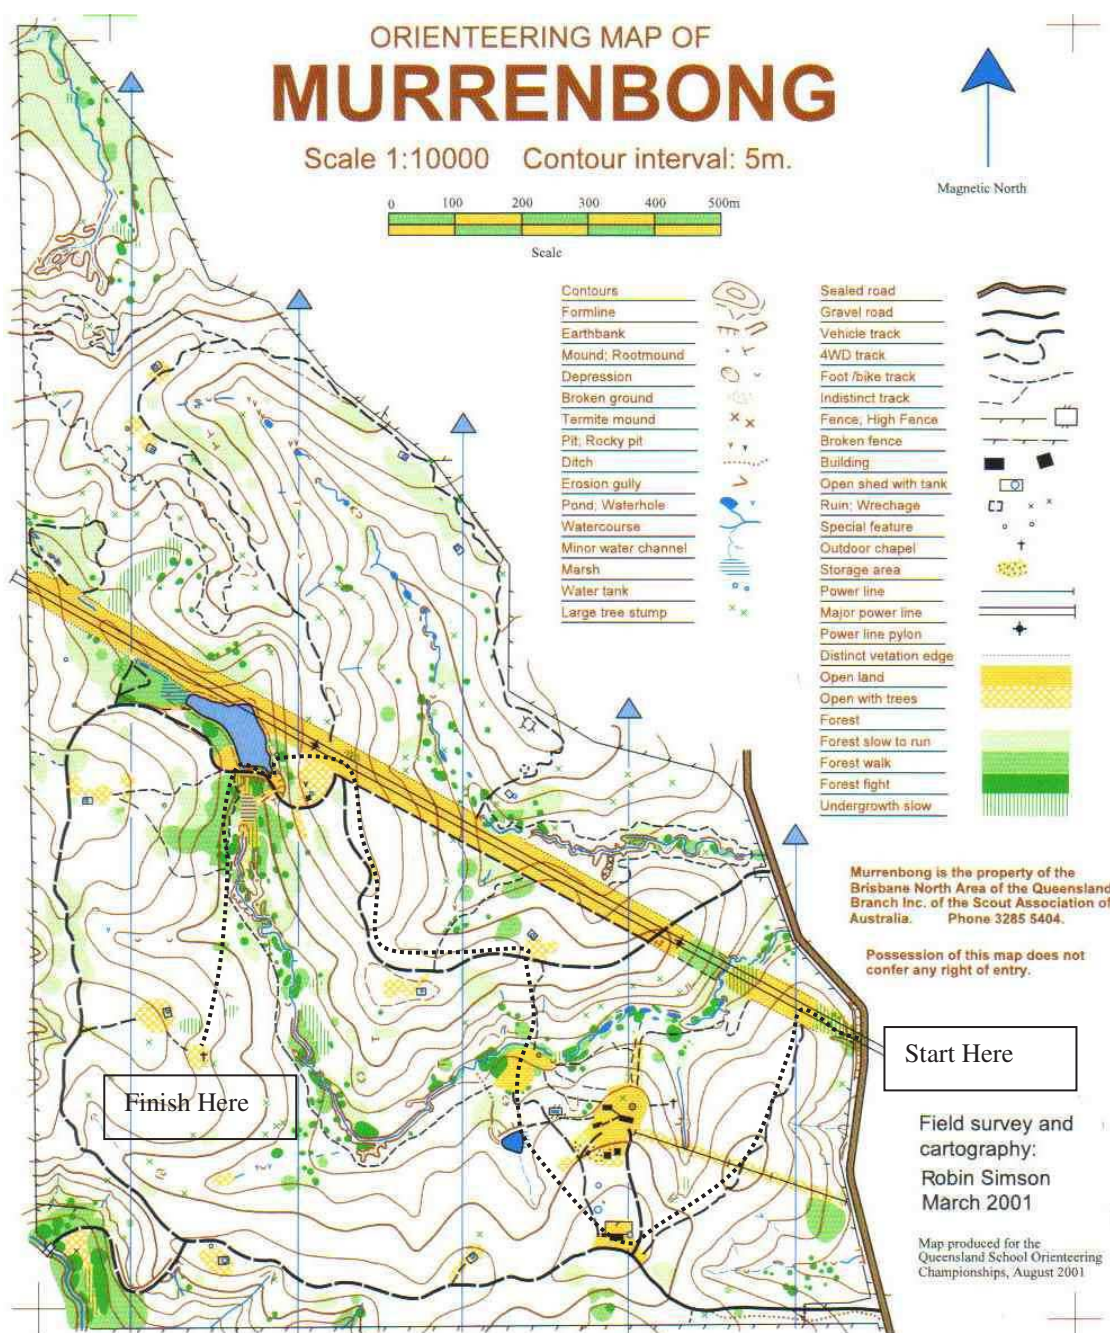 ORIENTEERING MAP OF
MURRENBONG
Scale 1:10000 Contour interval: 5m.
Magnetic North
0 100 200 300 400 500m
Scale
Contours
Formline
Earthbank
Mound; Rootmound
Depression
Broken ground
Termite mound
Pit; Rocky pit
Ditch
Erosion gully
Pond; Waterhole
Watercourse
Minor water channel
Marsh
Water tank
Large tree stump
Sealed road
Gravel road
Vehicle track
4WD track
Foot /bike track
Indistinct track
Fence; High Fence
Broken fence
Building
Open shed with tank
Ruin; Wrechage
Special feature
Outdoor chapel
Storage area
Power line
Major power line
Power line pylon
Distinct vetation edge
Open land
Open with trees
Forest
Forest slow to run
Forest walk
Forest fight
Undergrowth slow
Murrenbong is the property of the
Brisbane North Area of the Queensland
Branch Inc. of the Scout Association of
Australia. Phone 3285 5404.
Possession of this map does not
confer any right of entry.
Start Here
Finish Here
Field survey and
cartography:
Robin Simson
March 2001
Map produced for the
Queensland School Orienteering
Championships, August 2001